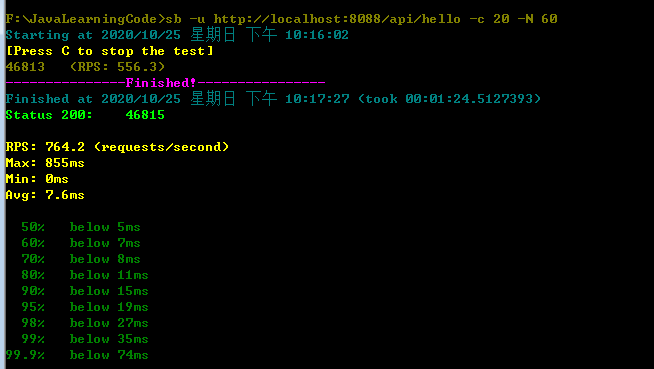 F:\JavaLearningCode>sb -u http://localhost:8088/api/hello -c 20 -N 60
Starting at 2020/10/25 星期日 下午 10:16:02
[Press C to stop the test]
46813   (RPS: 556.3)
---------------Finished!----------------
Finished at 2020/10/25 星期日 下午 10:17:27 (took 00:01:24.5127393)
Status 200:    46815
RPS: 764.2 (requests/second)
Max: 855ms
Min: 0ms
Avg: 7.6ms
50%   below 5ms
60%   below 7ms
70%   below 8ms
80%   below 11ms
90%   below 15ms
95%   below 19ms
98%   below 27ms
99%   below 35ms
99.9%   below 74ms